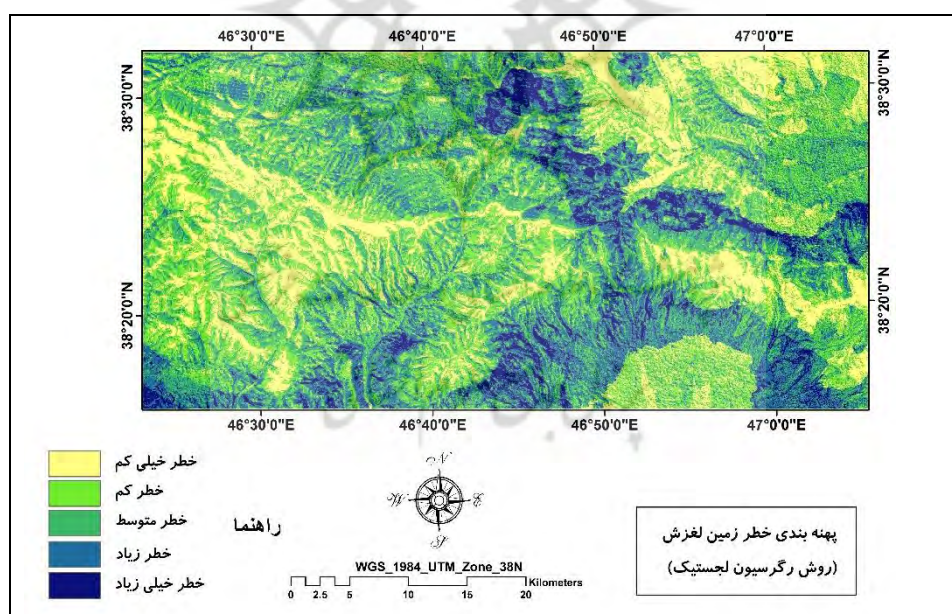 46°30'0"E 46°40'0"E 46°50'0"E 47°0'0"E
38°30'0"N 38°30'0"N
38°20'0"N 38°20'0"N
46°30'0"E 46°40'0"E 46°50'0"E 47°0'0"E
خطر خیلی کم
خطر کم
خطر متوسط
خطر زیاد
خطر خیلی زیاد
راهنما
N
W E
S
WGS_1984_UTM_Zone_38N
Kilometers
0 2.5 5 10 15 20
پهنه بندی خطر زمین لغزش
(روش رگرسیون لجستیک)